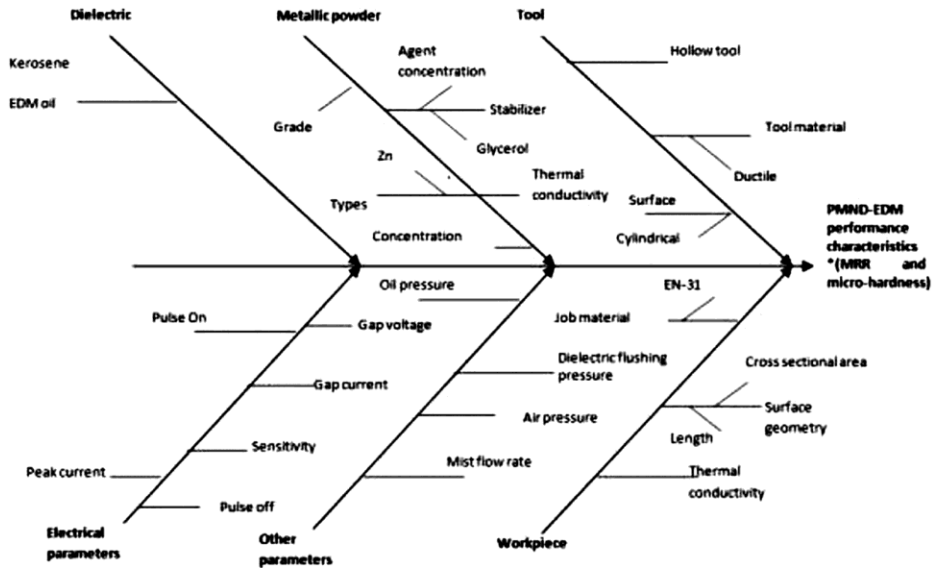 Dielectric
Metallic powder
Tool
Kerosene
EDM oil
Agent
concentration
Stabilizer
Glycerol
Grade
Zn
Thermal
conductivity
Types
Concentration
Hollow tool
Tool material
Ductile
Surface
Cylindrical
PMND-EDM
performance
characteristics
*(MRR and
micro-hardness)
Pulse On
Gap voltage
Gap current
Sensitivity
Peak current
Pulse off
Electrical
parameters
Oil pressure
Dielectric flushing
pressure
Air pressure
Mist flow rate
Other
parameters
EN-31
Job material
Cross sectional area
Surface
geometry
Length
Thermal
conductivity
Workpiece